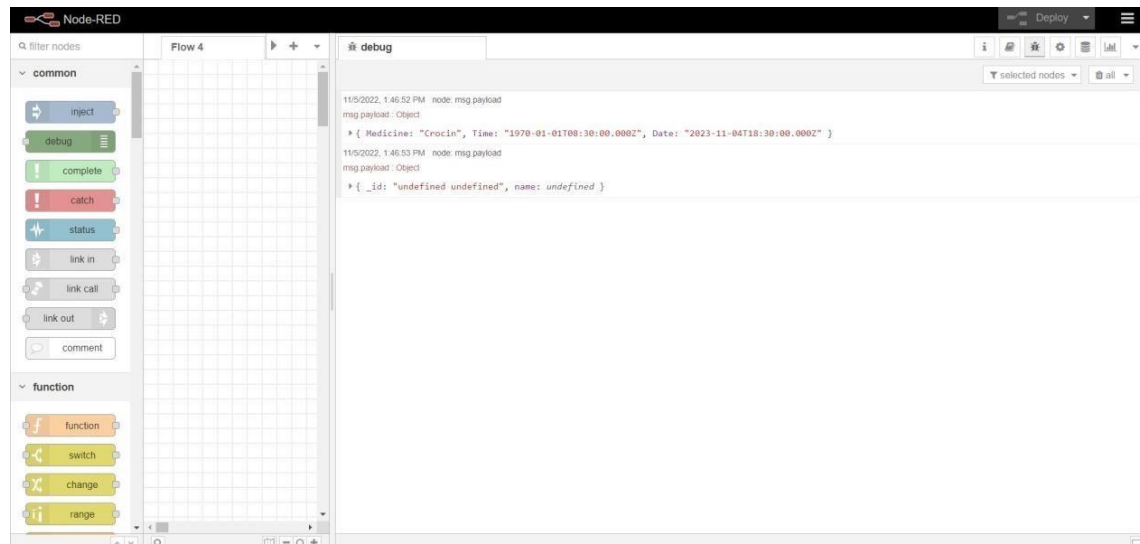 Node-RED
Deploy
filter nodes
Flow 4
debug
i
all
selected nodes
common
inject
debug
complete
catch
status
link in
link call
link out
comment
function
function
switch
change
range
11/5/2022, 1:46:52 PM node: msg.payload
msg.payload : Object
{ Medicine: "Crocin", Time: "1970-01-01T08:30:00.000Z", Date: "2023-11-04T18:30:00.000Z" }
11/5/2022, 1:46:53 PM node: msg.payload
msg.payload : Object
{ _id: "undefined undefined", name: undefined }